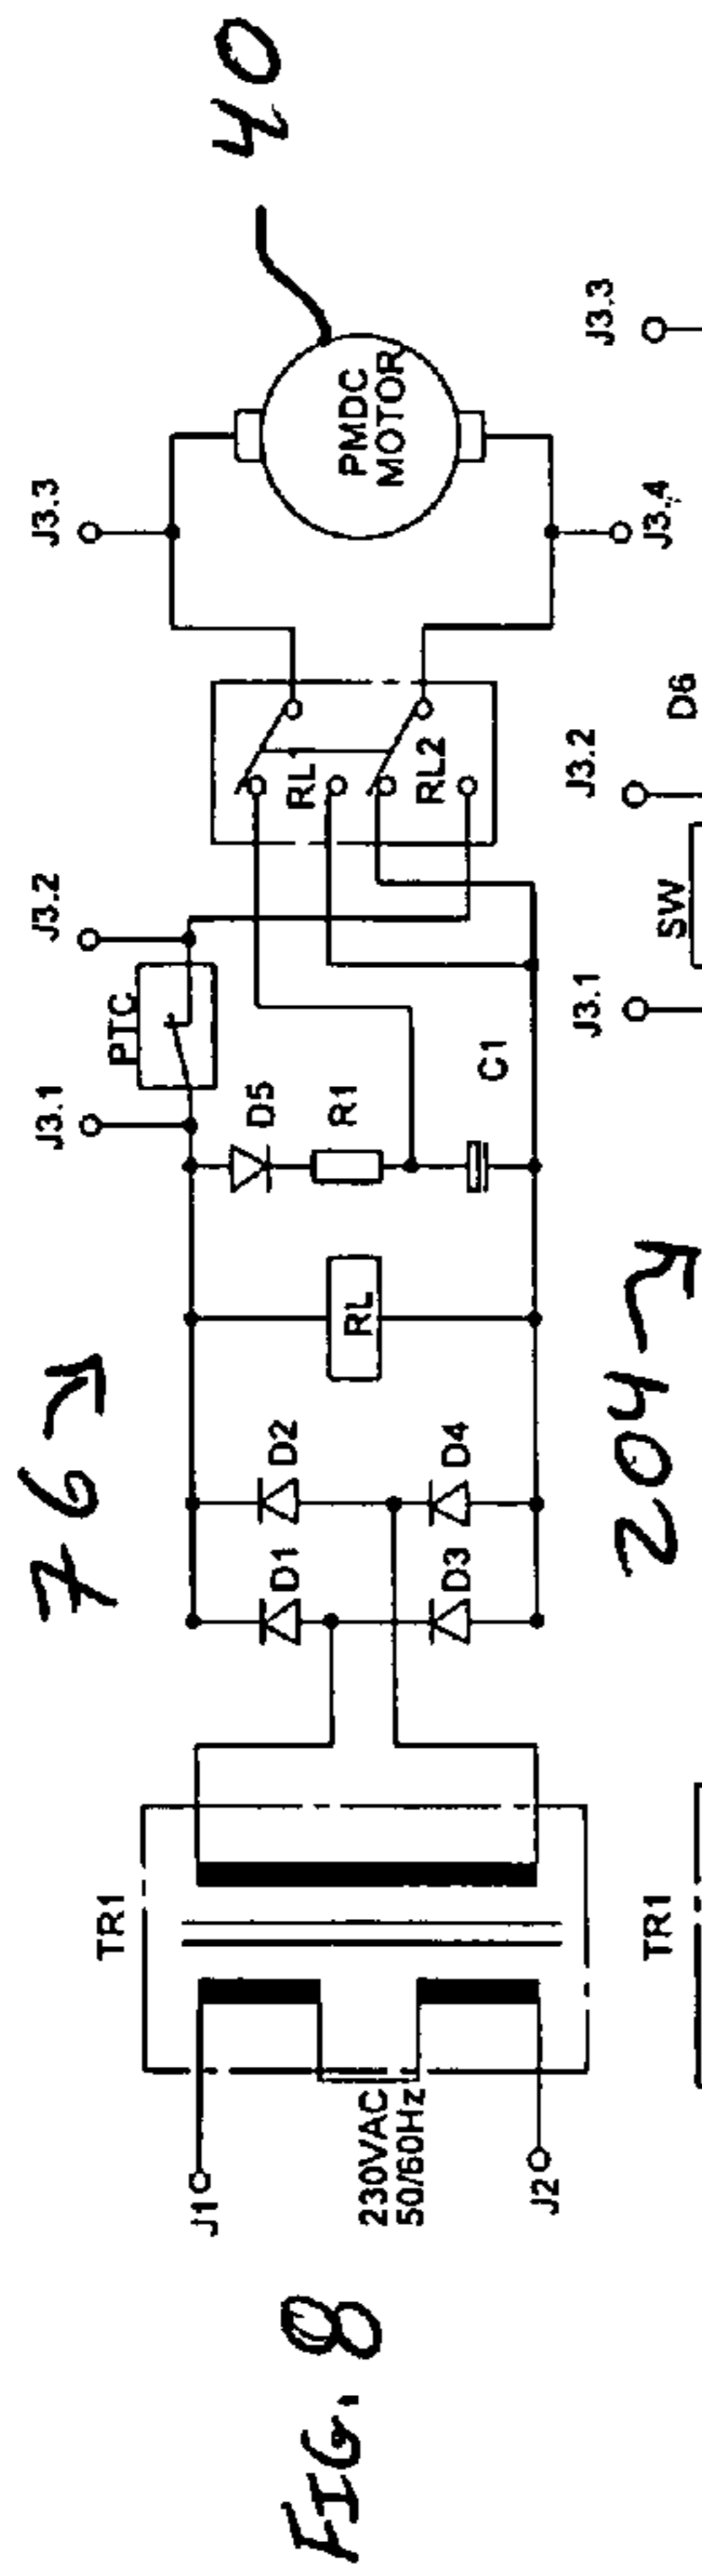 FIG. 8
76
40
TR1
J1
J2
230VAC
50/60Hz
D1
D2
D3
D4
RL
D5
R1
C1
J3.1
PTC
J3.2
RL1
RL2
J3.3
J3.4
PMDC
MOTOR
204
TR1
J3.1
SW
J3.2
D6
J3.3